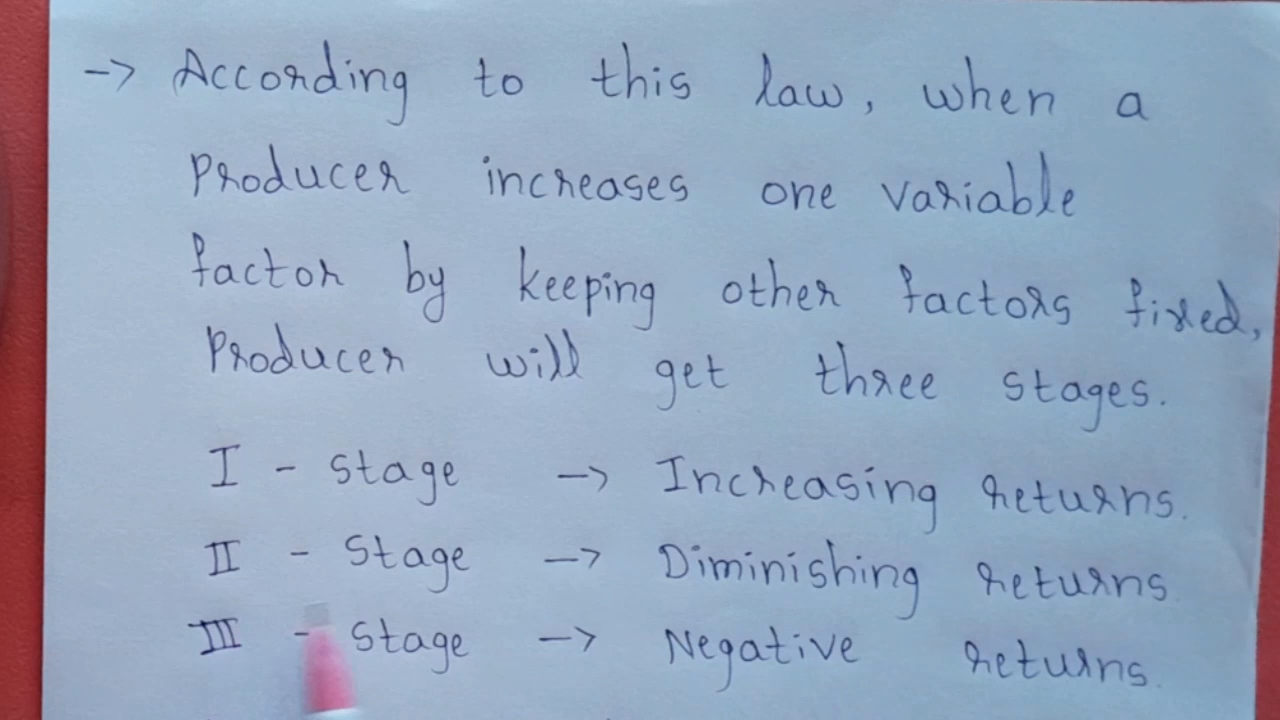 -> According to this law, when a
Producer increases one variable
factor by keeping other factors fixed,
Producer will get three stages.
I - stage -> Increasing returns.
II - Stage -> Diminishing returns
III - stage -> Negative returns.